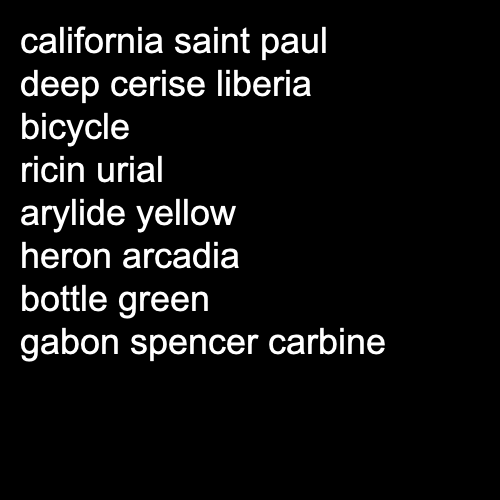 california saint paul
deep cerise liberia
bicycle
ricin urial
arylide yellow
heron arcadia
bottle green
gabon spencer carbine